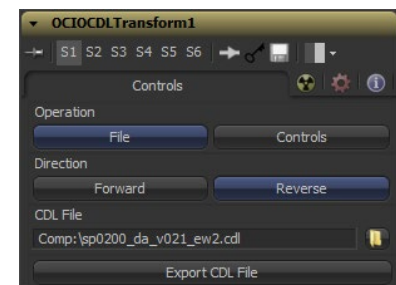 OCIOCDLTransform1
S1 S2 S3 S4 S5 S6
Controls
Operation
File Controls
Direction
Forward Reverse
CDL File
Comp:\sp0200_da_v021_ew2.cdl
Export CDL File